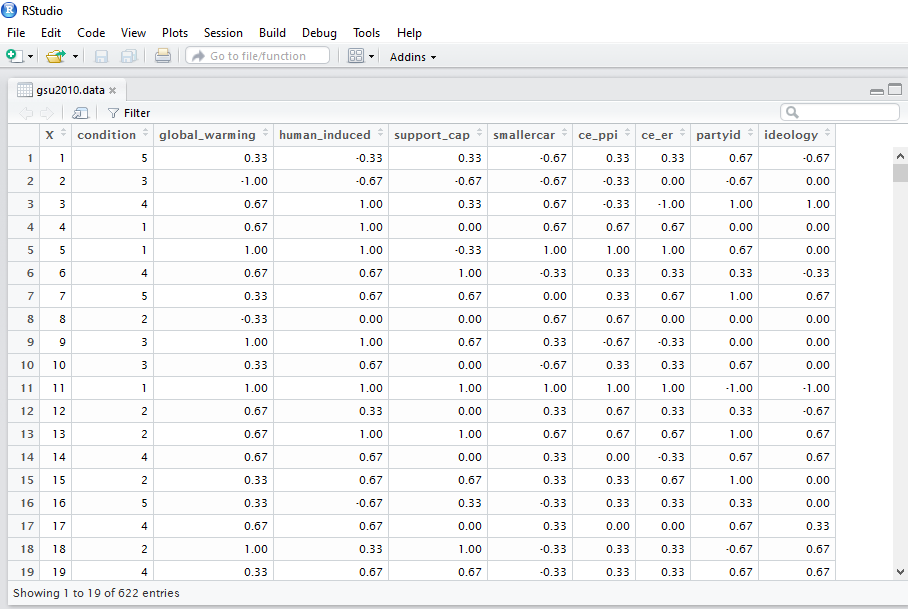 RStudio
File Edit Code View Plots Session Build Debug Tools Help
Go to file/function Addins
gsu2010.data
Filter
X condition global_warming human_induced support_cap smallercar ce_ppi ce_er partyid ideology
1 1 5 0.33 -0.33 0.33 -0.67 0.33 0.33 0.67 -0.67
2 2 3 -1.00 -0.67 -0.67 -0.67 -0.33 0.00 -0.67 0.00
3 3 4 0.67 1.00 0.33 0.67 -0.33 -1.00 1.00 1.00
4 4 1 0.67 1.00 0.00 0.67 0.67 0.67 0.00 0.00
5 5 1 1.00 1.00 -0.33 1.00 1.00 1.00 0.67 0.00
6 6 4 0.67 0.67 1.00 -0.33 0.33 0.33 0.33 -0.33
7 7 5 0.33 0.67 0.67 0.00 0.33 0.67 1.00 0.67
8 8 2 -0.33 0.00 0.00 0.67 0.67 0.00 0.00 0.00
9 9 3 1.00 1.00 0.67 0.33 -0.67 -0.33 0.00 0.00
10 10 3 0.33 0.67 0.00 -0.67 0.33 0.33 0.67 0.00
11 11 1 1.00 1.00 1.00 1.00 1.00 1.00 -1.00 -1.00
12 12 2 0.67 0.33 0.00 0.33 0.67 0.33 0.33 -0.67
13 13 2 0.67 1.00 1.00 0.67 0.67 0.67 1.00 0.67
14 14 4 0.67 0.67 0.00 0.33 0.00 -0.33 0.67 0.67
15 15 2 0.33 0.67 0.67 0.33 0.33 0.67 1.00 0.00
16 16 5 0.33 -0.67 0.33 -0.33 0.33 0.33 0.33 0.00
17 17 4 0.67 0.67 0.00 0.33 0.00 0.00 0.67 0.33
18 18 2 1.00 0.33 1.00 -0.33 0.33 0.33 -0.67 0.67
19 19 4 0.33 0.67 0.67 -0.33 0.33 0.33 0.67 0.67
Showing 1 to 19 of 622 entries